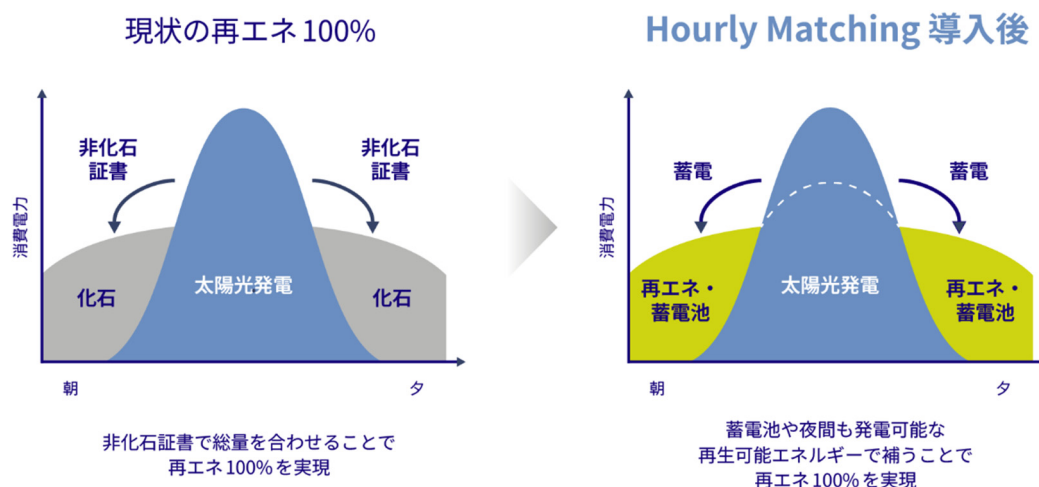 現状の再エネ100%
Hourly Matching 導入後
非化石
証書
非化石
証書
消費電力
化石
太陽光発電
化石
朝
夕
非化石証書で総量を合わせることで
再エネ100%を実現
蓄電
蓄電
消費電力
再エネ・
蓄電池
太陽光発電
再エネ・
蓄電池
朝
夕
蓄電池や夜間も発電可能な
再生可能エネルギーで補うことで
再エネ100%を実現